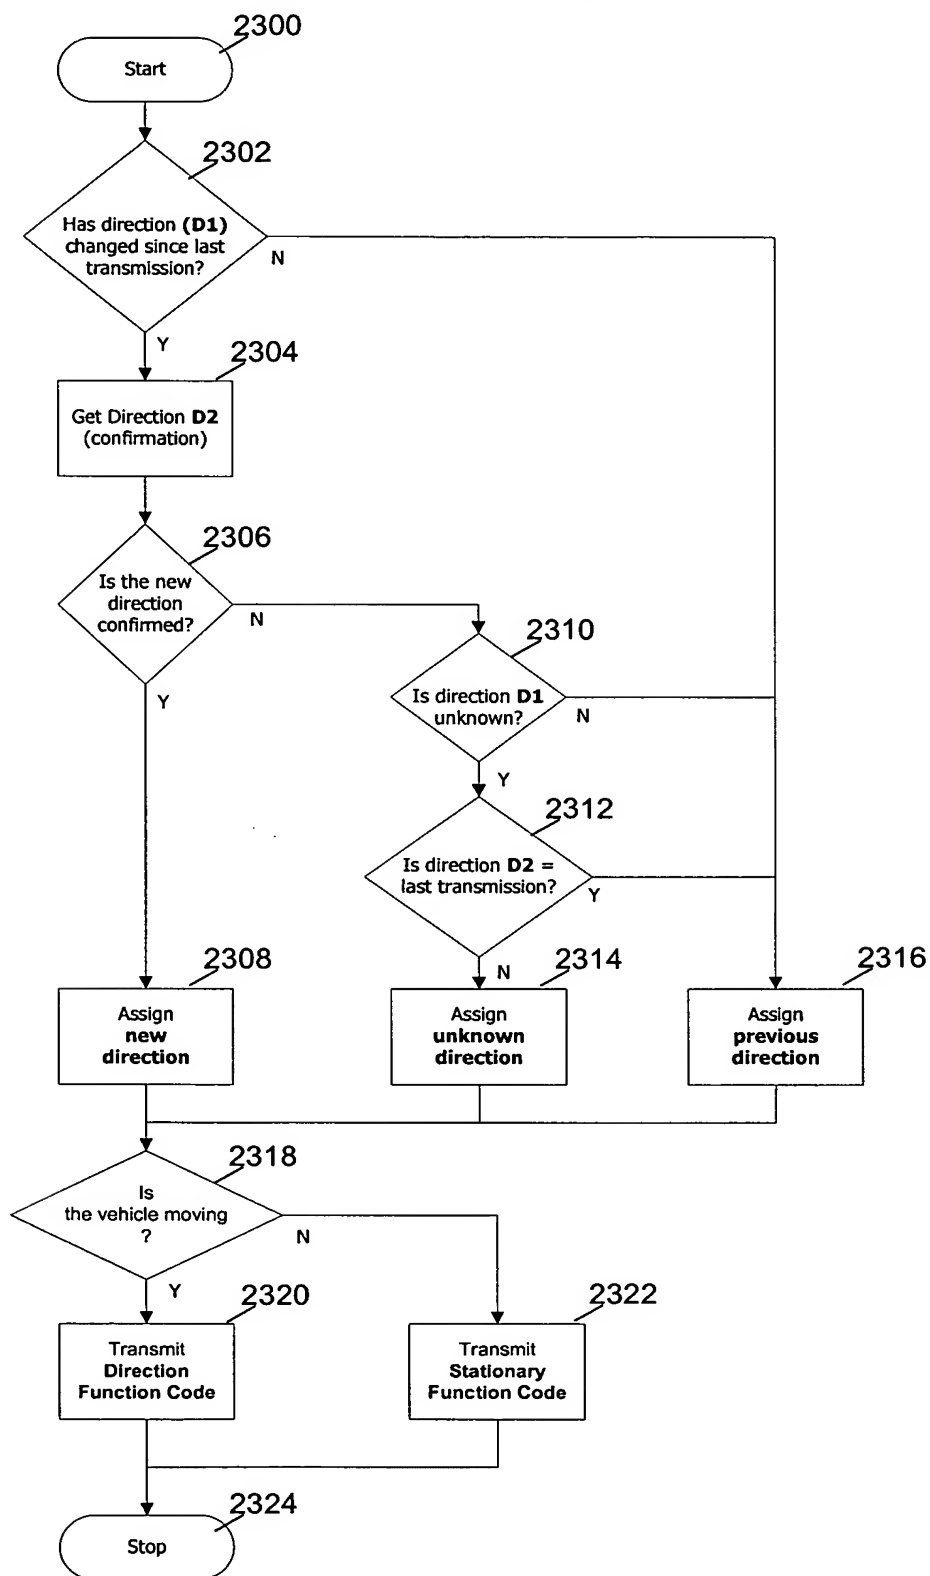 2300
Start
2302
Has direction (D1)
changed since last
transmission?
N
Y
2304
Get Direction D2
(confirmation)
2306
Is the new
direction
confirmed?
N
Y
2310
Is direction D1
unknown?
N
Y
2312
Is direction D2 =
last transmission?
Y
N
2308
Assign
new
direction
2314
Assign
unknown
direction
2316
Assign
previous
direction
2318
Is
the vehicle moving
?
N
Y
2320
Transmit
Direction
Function Code
2322
Transmit
Stationary
Function Code
2324
Stop